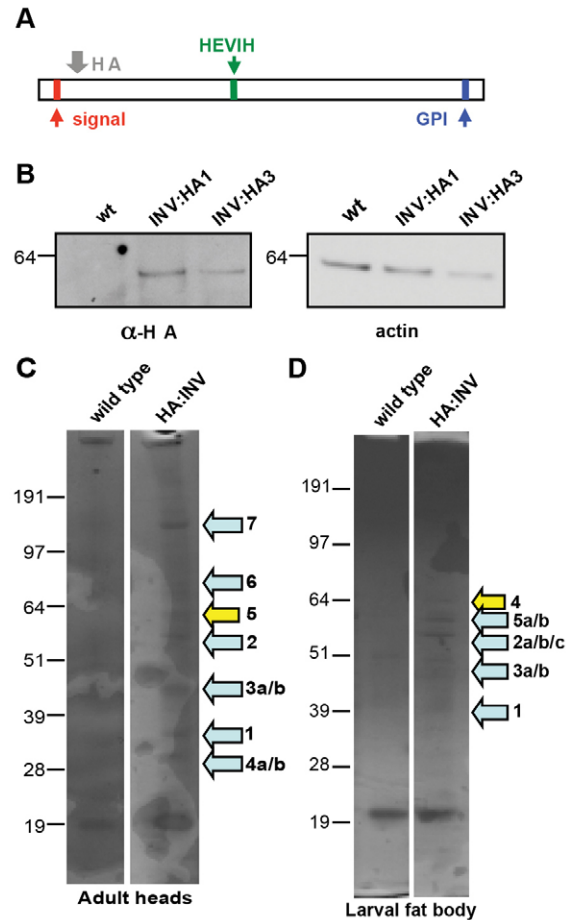 A
HA
HEVIH
signal
GPI
B
wt
INV:HA1
INV:HA3
wt
INV:HA1
INV:HA3
64
64
α-H A
actin
C
wild type
HA:INV
191
97
64
51
39
28
19
7
6
5
2
3a/b
1
4a/b
Adult heads
D
wild type
HA:INV
191
97
64
51
39
28
19
4
5a/b
2a/b/c
3a/b
1
Larval fat body